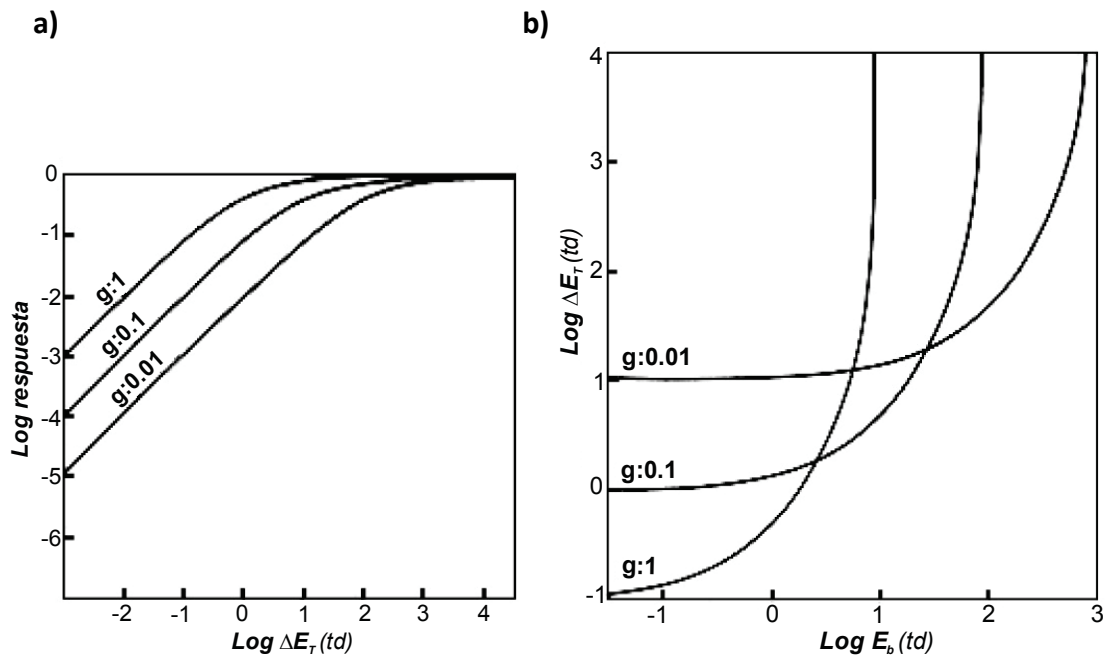 a)
0
-1
-2
-3
-4
-5
-6
Log respuesta
g:1
g:0.1
g:0.01
-2 -1 0 1 2 3 4
Log ΔE_T (td)
b)
4
3
2
1
0
-1
Log ΔE_T (td)
g:0.01
g:0.1
g:1
-1 0 1 2 3
Log E_b (td)